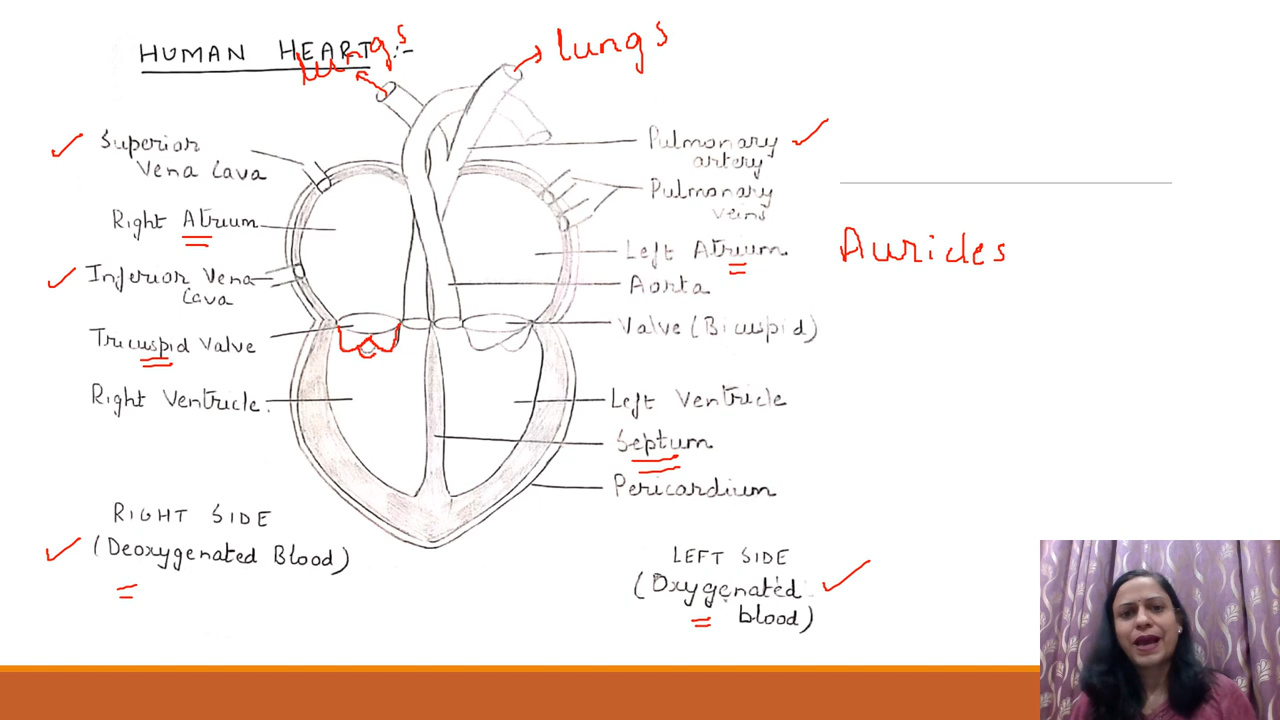 HUMAN HEART :-
lungs
lungs
Superior
Vena Cava
Right Atrium
Inferior Vena
Cava
Tricuspid Valve
Right Ventricle
RIGHT SIDE
(Deoxygenated Blood)
Pulmonary
artery
Pulmonary
veins
Left Atrium
Aorta
Valve (Bicuspid)
Left Ventricle
Septum
Pericardium
LEFT SIDE
(Oxygenated
blood)
Auricles